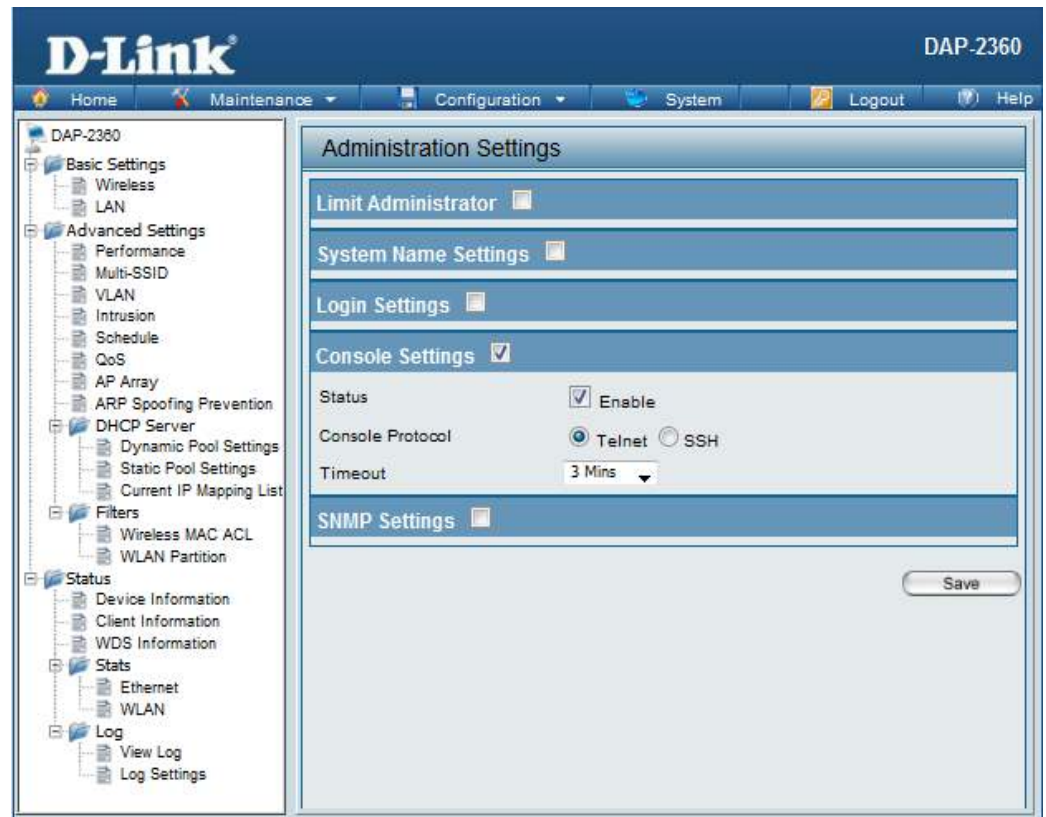 D-Link
DAP-2360
Home Maintenance Configuration System Logout Help
DAP-2360
Basic Settings
Wireless
LAN
Advanced Settings
Performance
Multi-SSID
VLAN
Intrusion
Schedule
QoS
AP Array
ARP Spoofing Prevention
DHCP Server
Dynamic Pool Settings
Static Pool Settings
Current IP Mapping List
Filters
Wireless MAC ACL
WLAN Partition
Status
Device Information
Client Information
WDS Information
Stats
Ethernet
WLAN
Log
View Log
Log Settings
Administration Settings
Limit Administrator
System Name Settings
Login Settings
Console Settings
Status Enable
Console Protocol Telnet SSH
Timeout 3 Mins
SNMP Settings
Save